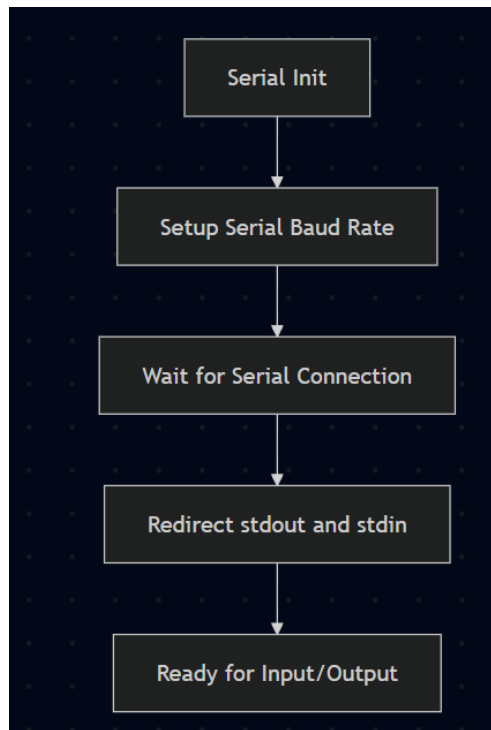 Serial Init
Setup Serial Baud Rate
Wait for Serial Connection
Redirect stdout and stdin
Ready for Input/Output